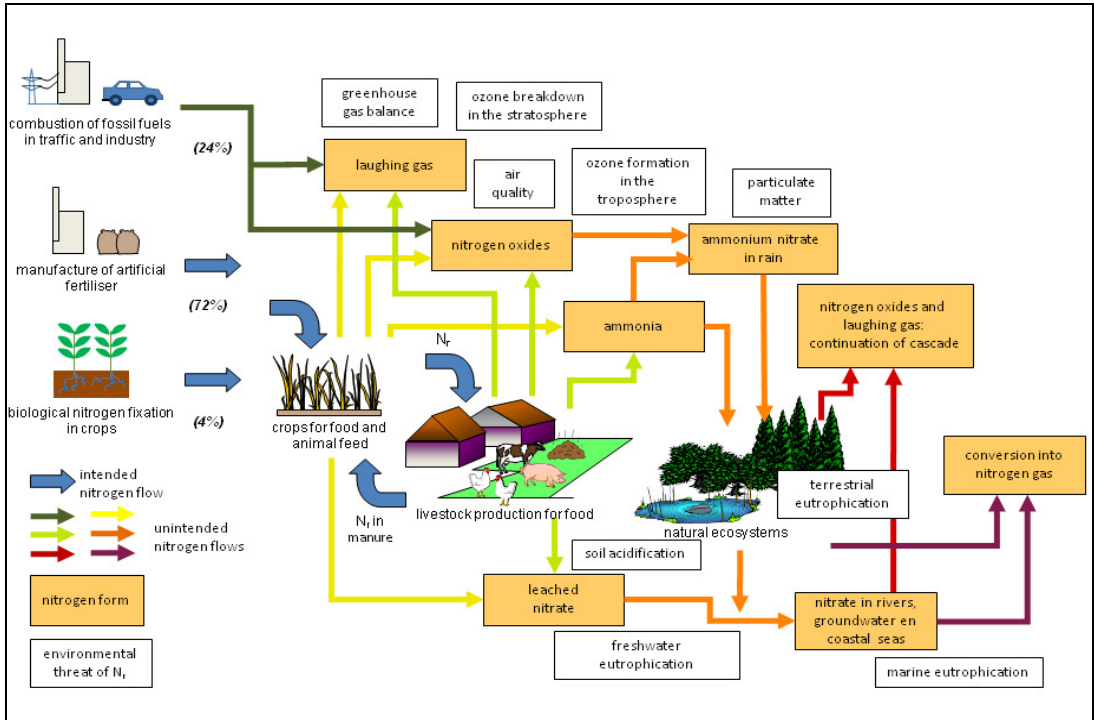 combustion of fossil fuels
in traffic and industry
(24%)
manufacture of artificial
fertiliser
(72%)
biological nitrogen fixation
in crops
(4%)
greenhouse
gas balance
ozone breakdown
in the stratosphere
laughing gas
air
quality
ozone formation
in the
troposphere
particulate
matter
nitrogen oxides
ammonium nitrate
in rain
ammonia
nitrogen oxides and
laughing gas:
continuation of cascade
Nr
crops for food and
animal feed
livestock production for food
Nr in
manure
natural ecosystems
terrestrial
eutrophication
conversion into
nitrogen gas
soil acidification
leached
nitrate
freshwater
eutrophication
nitrate in rivers,
groundwater en
coastal seas
marine eutrophication
intended
nitrogen flow
unintended
nitrogen flows
nitrogen form
environmental
threat of Nr